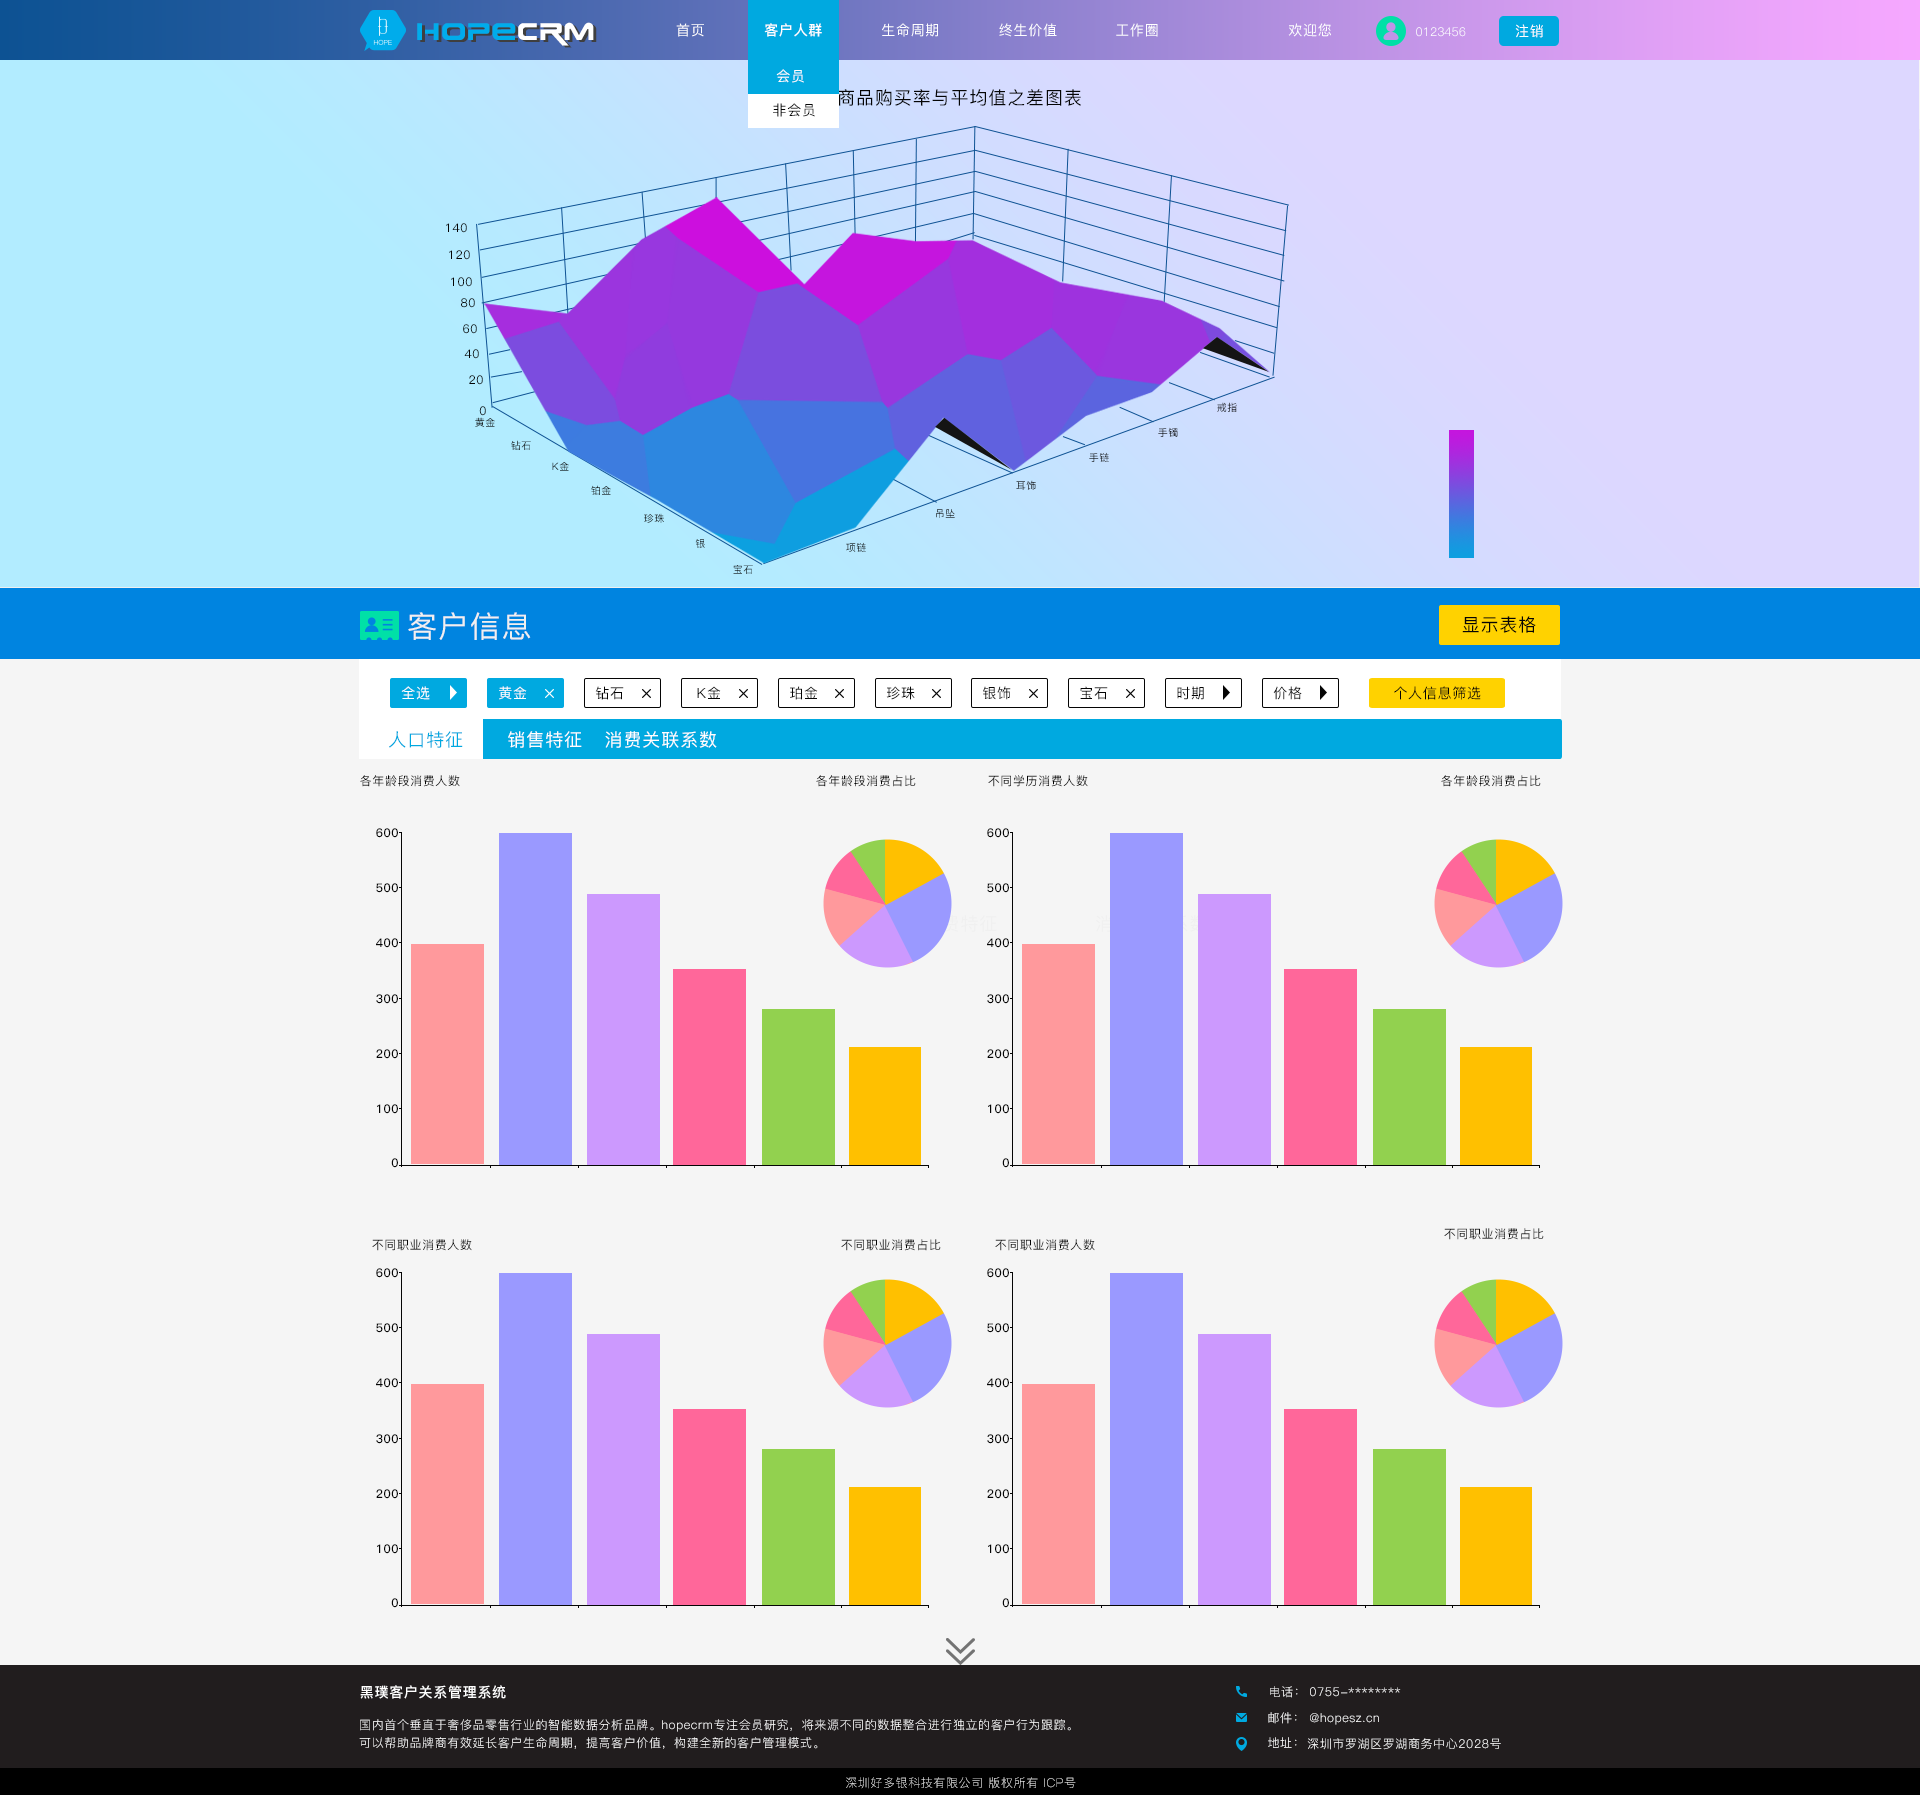 HOPE HOPECRM 首页 客户人群 生命周期 终生价值 工作圈 欢迎您 0123456 注销
会员
非会员
商品购买率与平均值之差图表
140
120
100
80
60
40
20
0
黄金
钻石
K金
铂金
珍珠
银
宝石
项链
吊坠
耳饰
手链
手镯
戒指
客户信息 显示表格
全选 黄金 钻石 K金 珀金 珍珠 银饰 宝石 时期 价格 个人信息筛选
人口特征 销售特征 消费关联系数
各年龄段消费人数 各年龄段消费占比 不同学历消费人数 各年龄段消费占比
600
500
400
300
200
100
0
600
500
400
300
200
100
0
不同职业消费人数 不同职业消费占比 不同职业消费人数 不同职业消费占比
600
500
400
300
200
100
0
600
500
400
300
200
100
0
黑璞客户关系管理系统
国内首个垂直于奢侈品零售行业的智能数据分析品牌。hopecrm专注会员研究，将来源不同的数据整合进行独立的客户行为跟踪。
可以帮助品牌商有效延长客户生命周期，提高客户价值，构建全新的客户管理模式。
电话： 0755-********
邮件： @hopesz.cn
地址： 深圳市罗湖区罗湖商务中心2028号
深圳好多银科技有限公司 版权所有 ICP号